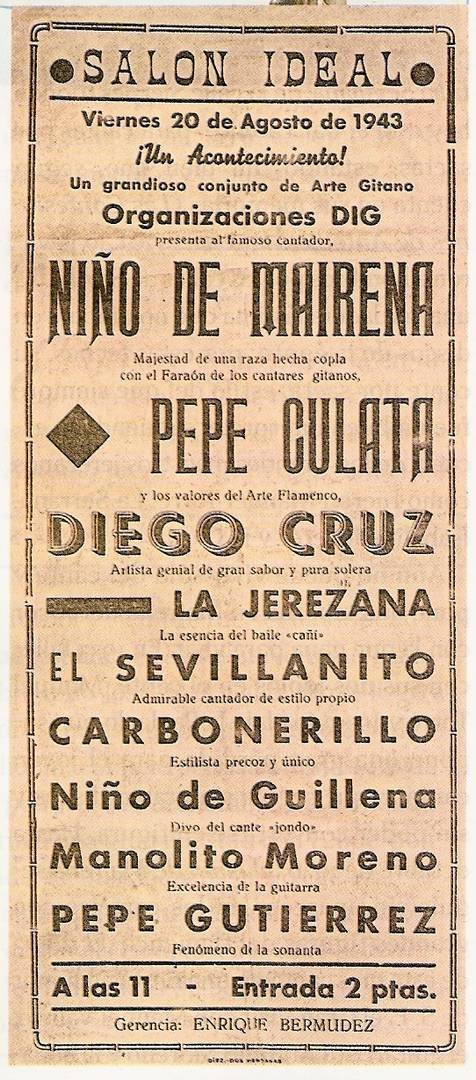 SALON IDEAL
Viernes 20 de Agosto de 1943
¡Un Acontecimiento!
Un grandioso conjunto de Arte Gitano
Organizaciones DIG
presenta al famoso cantador,
NIÑO DE MAIRENA
Majestad de una raza hecha copla
con el Faraón de los cantares gitanos,
PEPE CULATA
y los valores del Arte Flamenco,
DIEGO CRUZ
Artista genial de gran sabor y pura solera
LA JEREZANA
La esencia del baile «cañí»
EL SEVILLANITO
Admirable cantador de estilo propio
CARBONERILLO
Estilista precoz y único
Niño de Guillena
Divo del cante «jondo»
Manolito Moreno
Excelencia de la guitarra
PEPE GUTIERREZ
Fenómeno de la sonanta
A las 11 - Entrada 2 ptas.
Gerencia: ENRIQUE BERMUDEZ
DÍEZ.-DOS HERMANAS